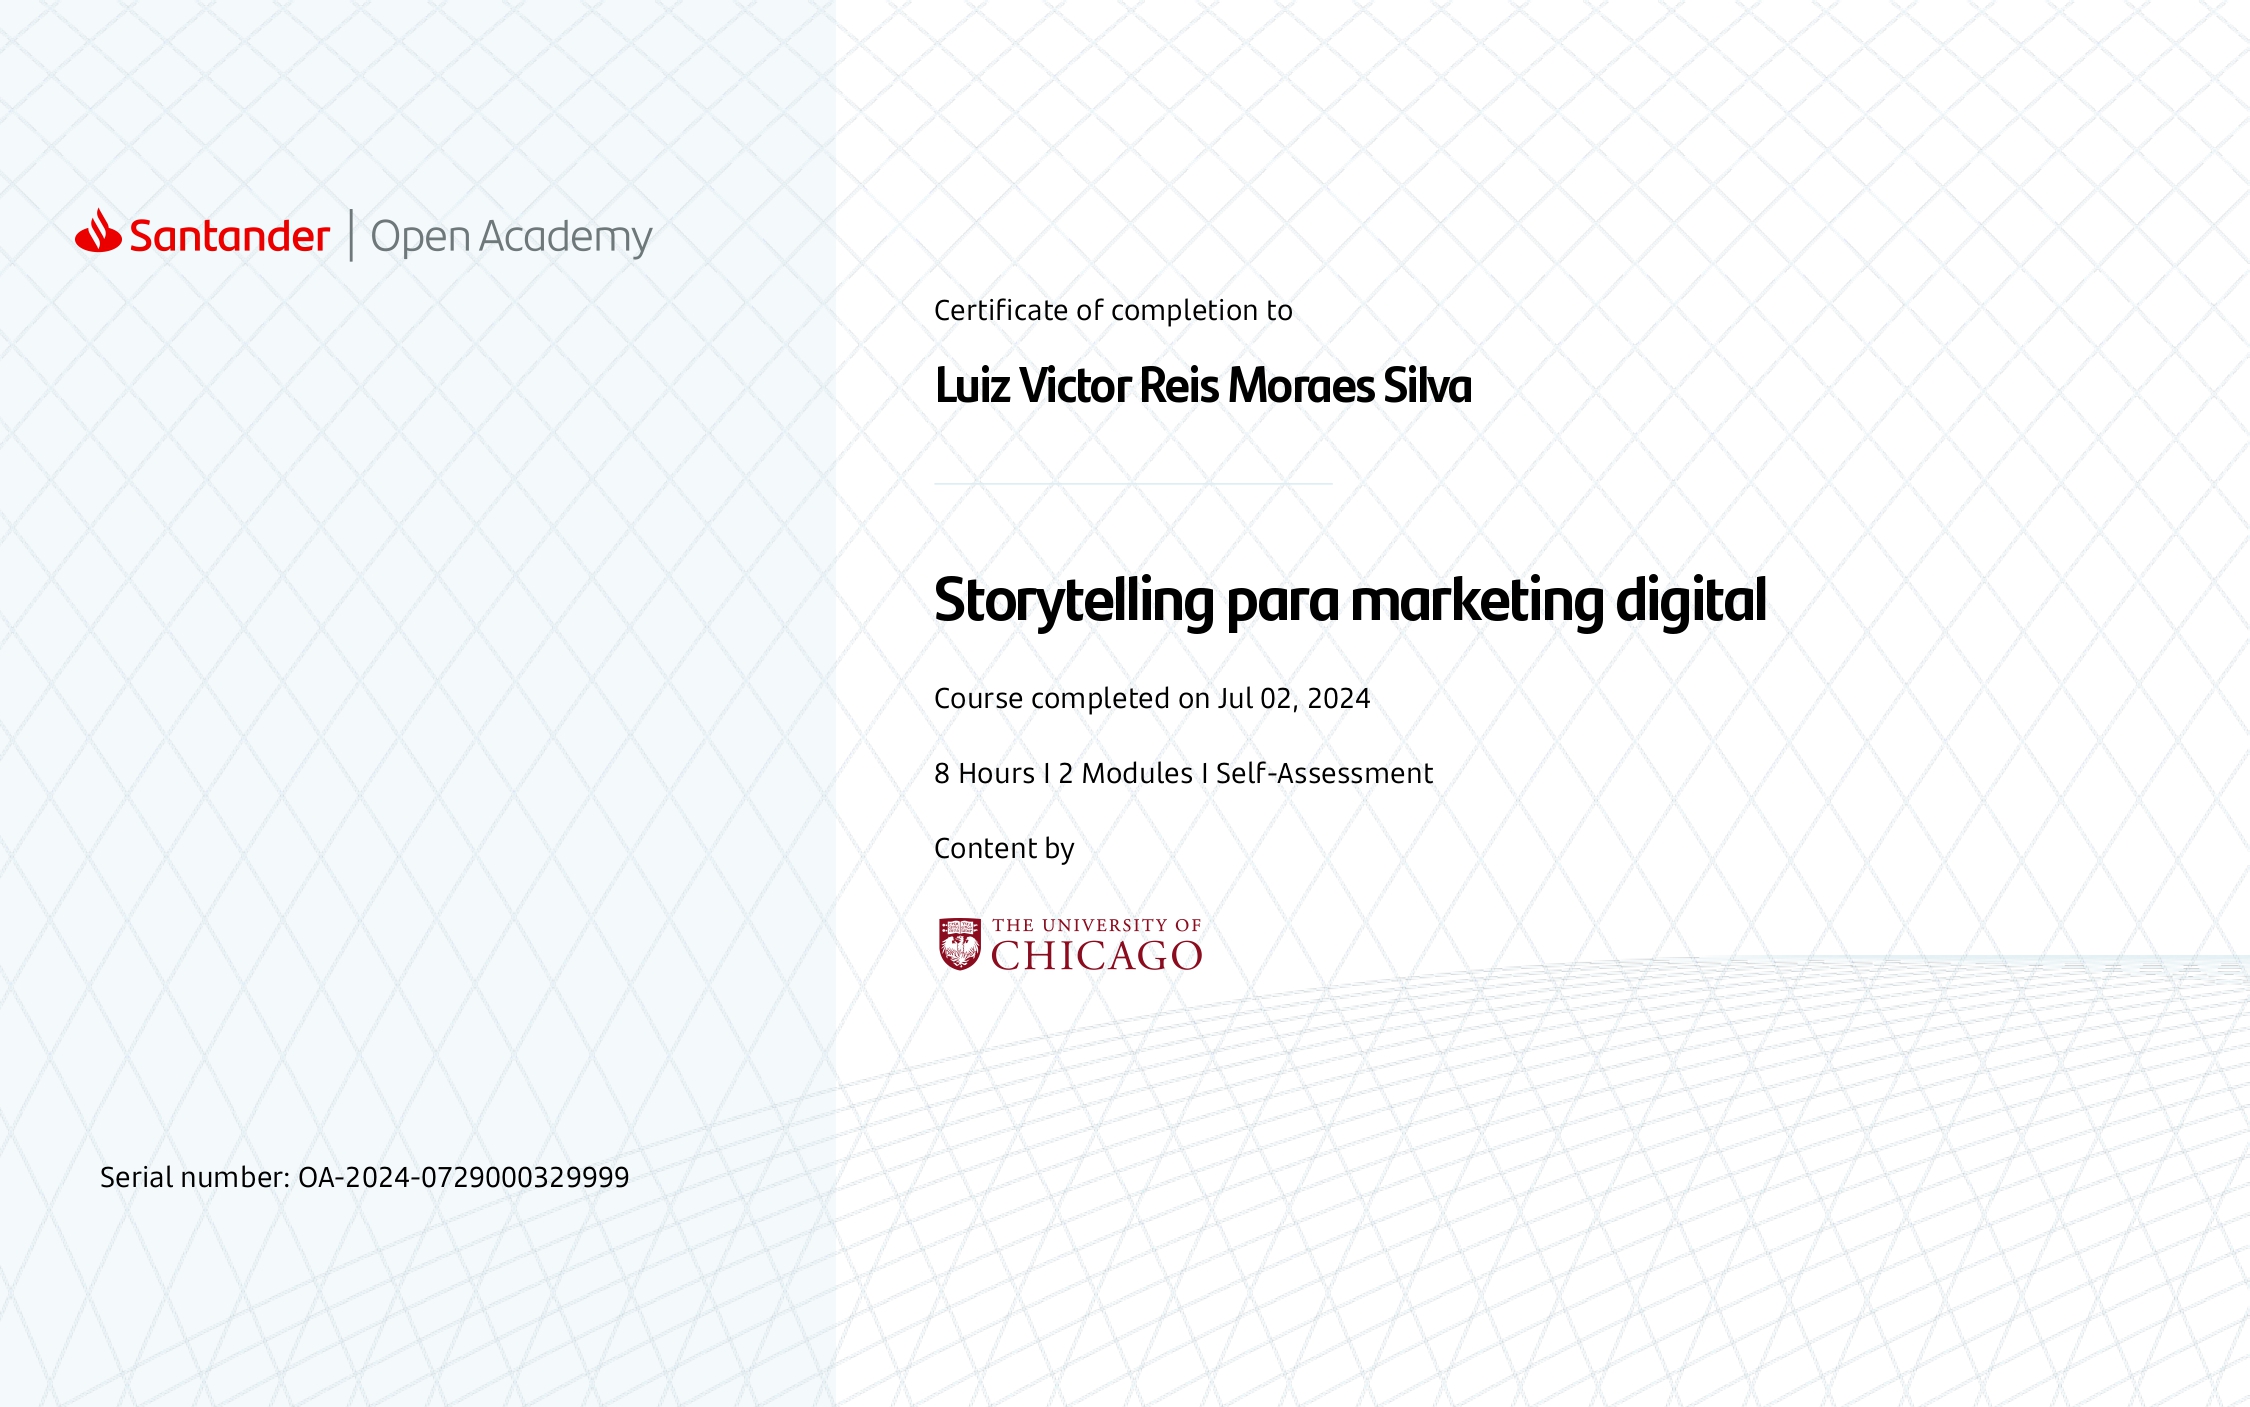 Santander | Open Academy
Certificate of completion to
Luiz Victor Reis Moraes Silva
Storytelling para marketing digital
Course completed on Jul 02, 2024
8 Hours I 2 Modules I Self-Assessment
Content by
THE UNIVERSITY OF
CHICAGO
Serial number: OA-2024-0729000329999